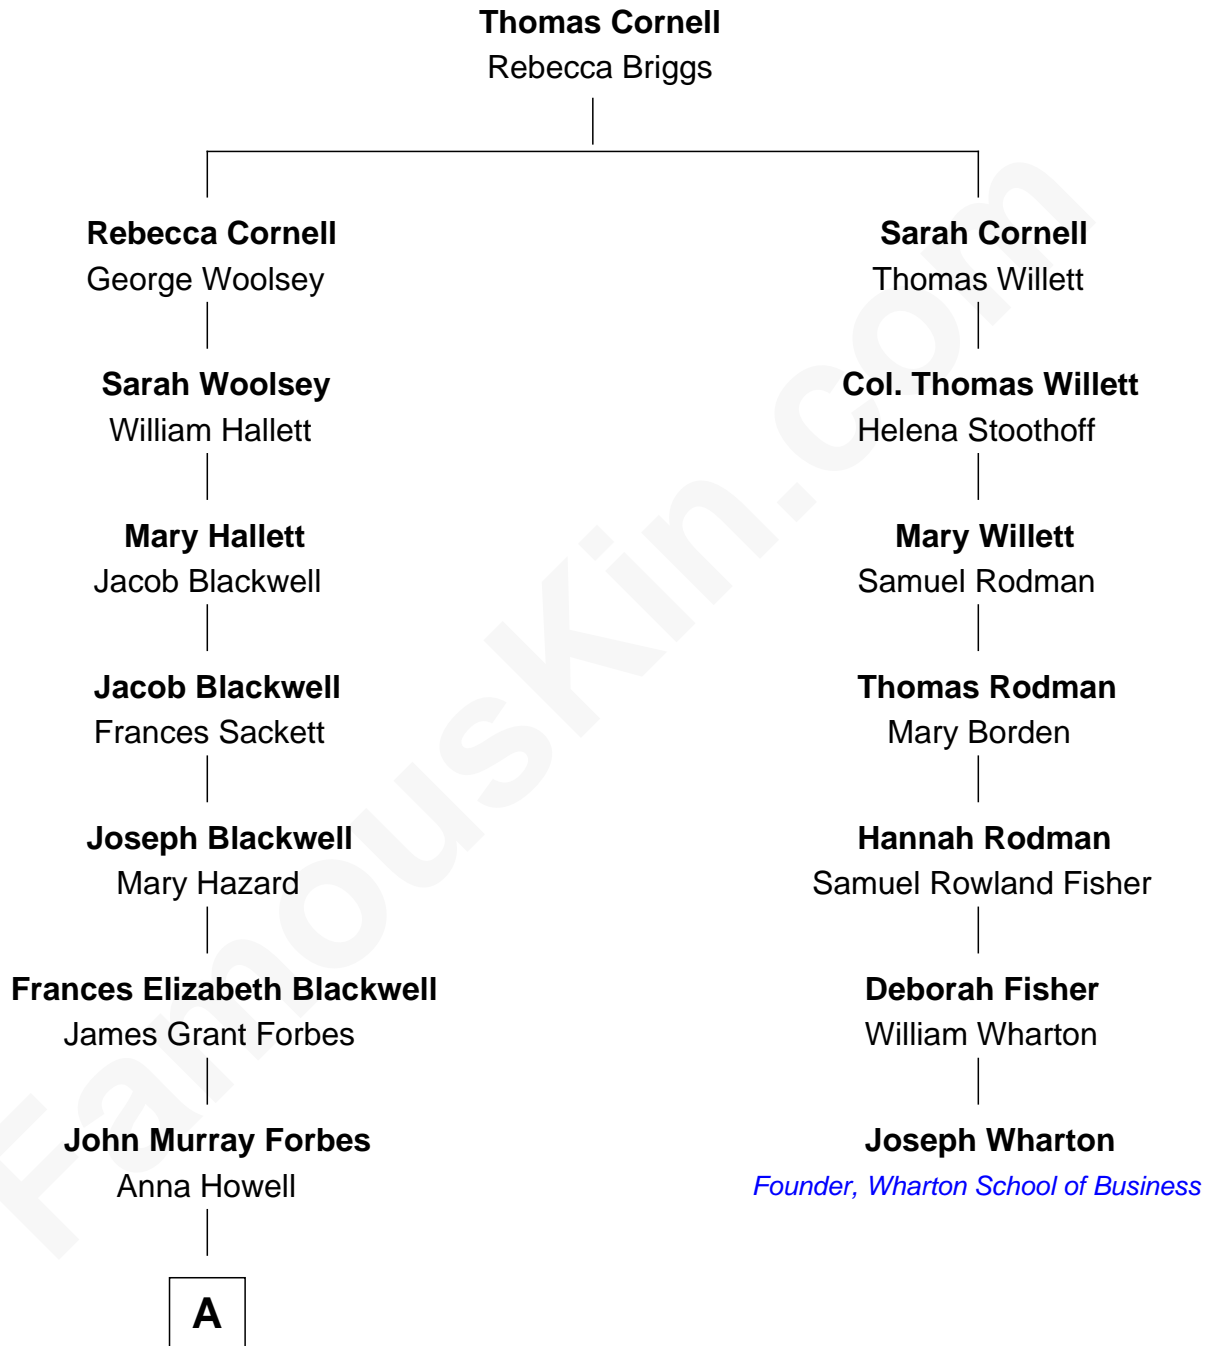 Thomas Cornell
Rebecca Briggs
Rebecca Cornell
George Woolsey
Sarah Woolsey
William Hallett
Mary Hallett
Jacob Blackwell
Jacob Blackwell
Frances Sackett
Joseph Blackwell
Mary Hazard
Frances Elizabeth Blackwell
James Grant Forbes
John Murray Forbes
Anna Howell
A
Sarah Cornell
Thomas Willett
Col. Thomas Willett
Helena Stoothoff
Mary Willett
Samuel Rodman
Thomas Rodman
Mary Borden
Hannah Rodman
Samuel Rowland Fisher
Deborah Fisher
William Wharton
Joseph Wharton
Founder, Wharton School of Business
FamousKin.com